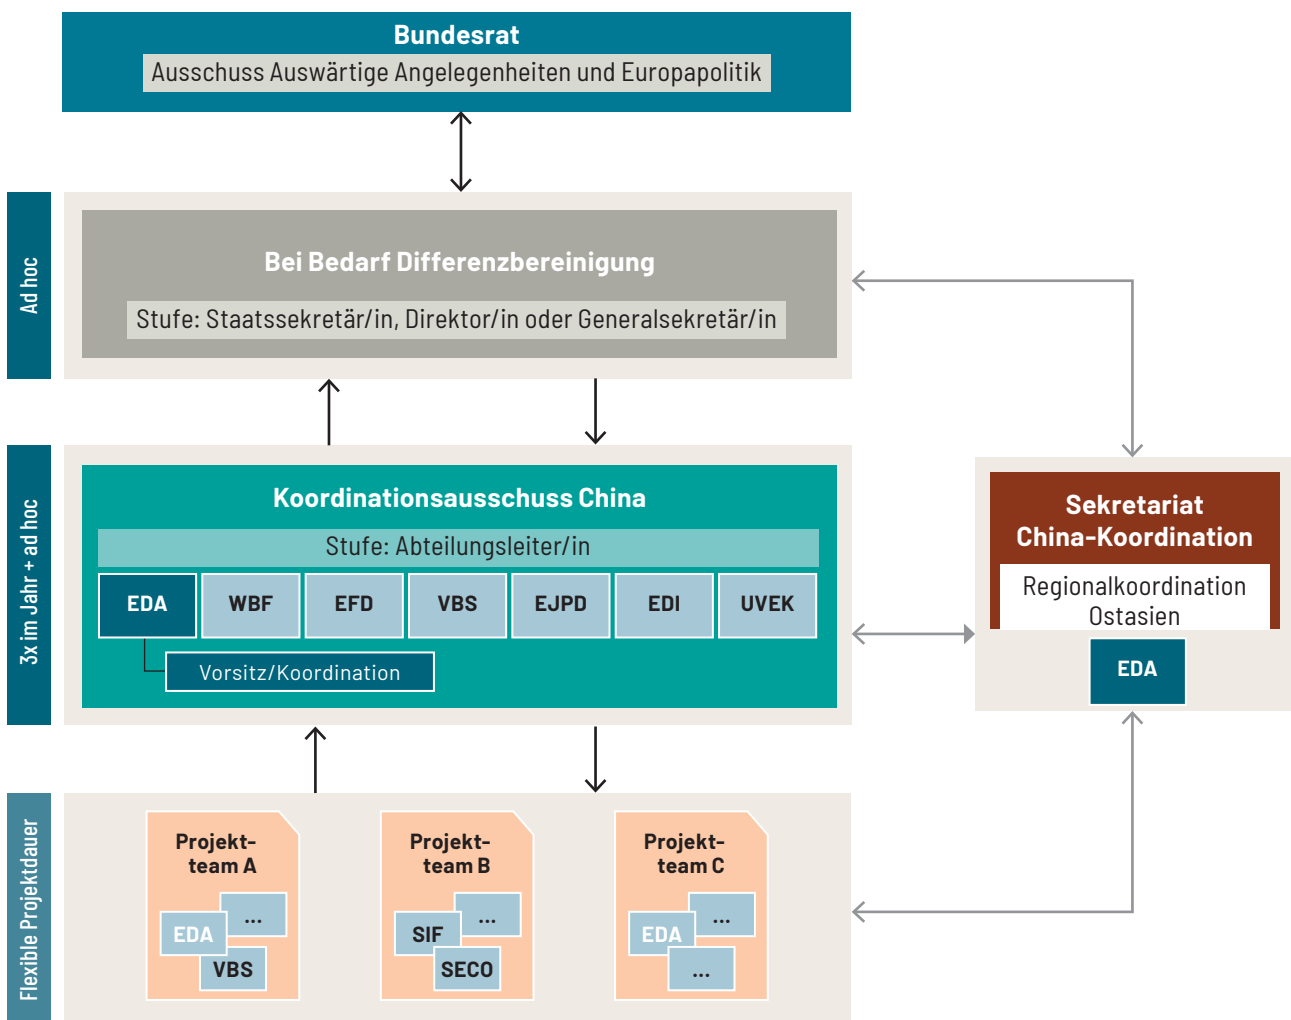 Bundesrat
Ausschuss Auswärtige Angelegenheiten und Europapolitik
Ad hoc
Bei Bedarf Differenzbereinigung
Stufe: Staatssekretär/in, Direktor/in oder Generalsekretär/in
3x im Jahr + ad hoc
Koordinationsausschuss China
Stufe: Abteilungsleiter/in
EDA
WBF
EFD
VBS
EJPD
EDI
UVEK
Vorsitz/Koordination
Sekretariat
China-Koordination
Regionalkoordination
Ostasien
EDA
Flexible Projektdauer
Projekt-
team A
...
EDA
VBS
Projekt-
team B
...
SIF
SECO
Projekt-
team C
...
EDA
...